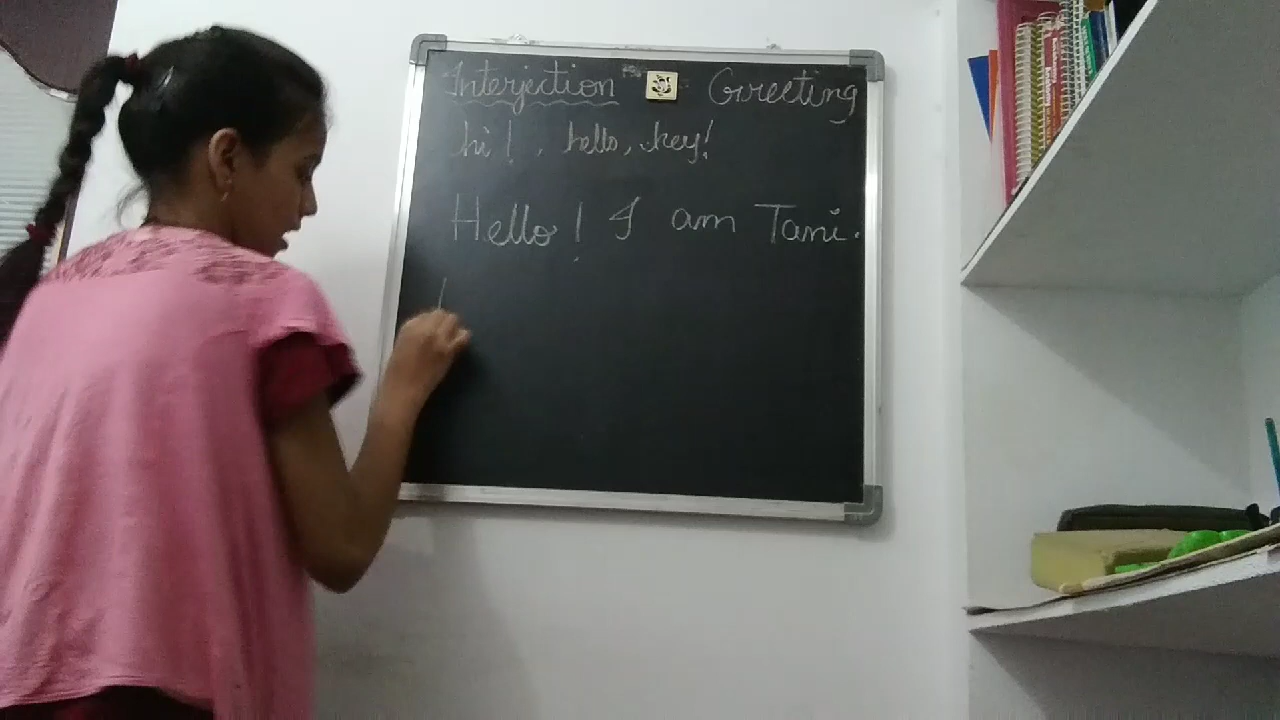 Interjection Greeting
hi!, hello, hey!
Hello! I am Tani.